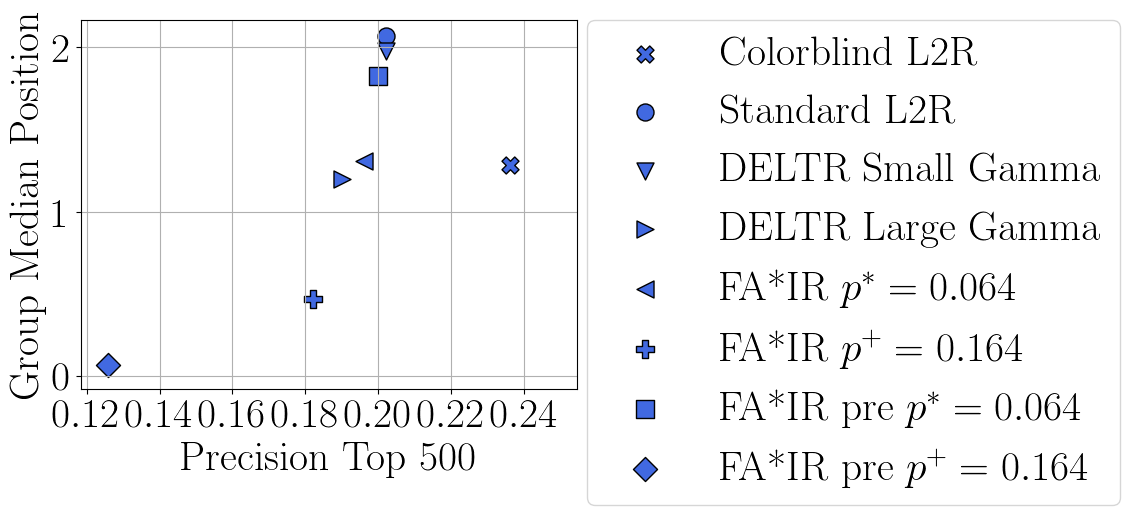 Group Median Position
2
1
0
0.12 0.14 0.16 0.18 0.20 0.22 0.24
Precision Top 500
Colorblind L2R
Standard L2R
DELTR Small Gamma
DELTR Large Gamma
FA*IR p* = 0.064
FA*IR p⁺ = 0.164
FA*IR pre p* = 0.064
FA*IR pre p⁺ = 0.164